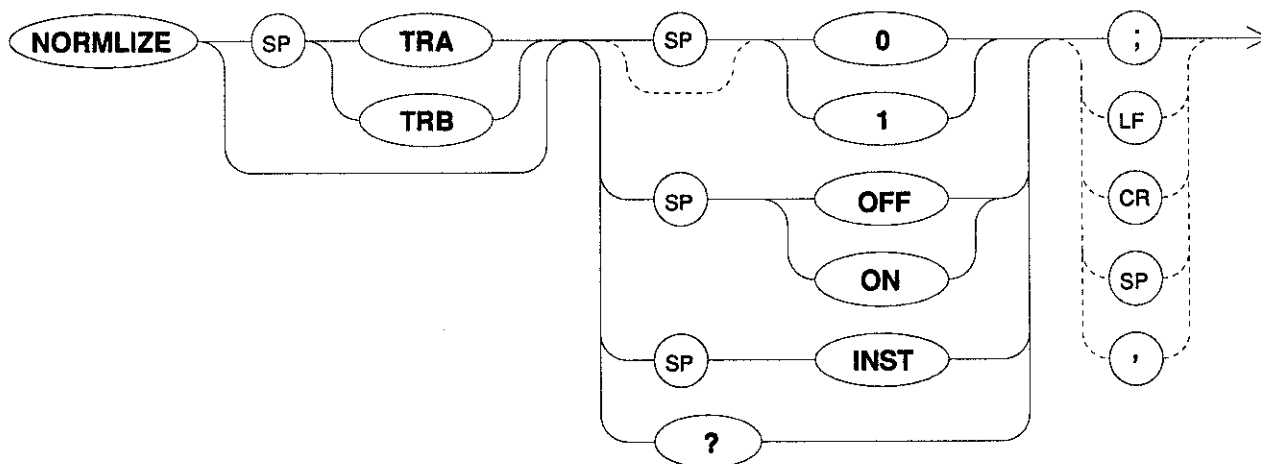 NORMLIZE SP TRA SP 0 ;
TRB 1 LF
SP OFF CR
ON SP
SP INST ,
?